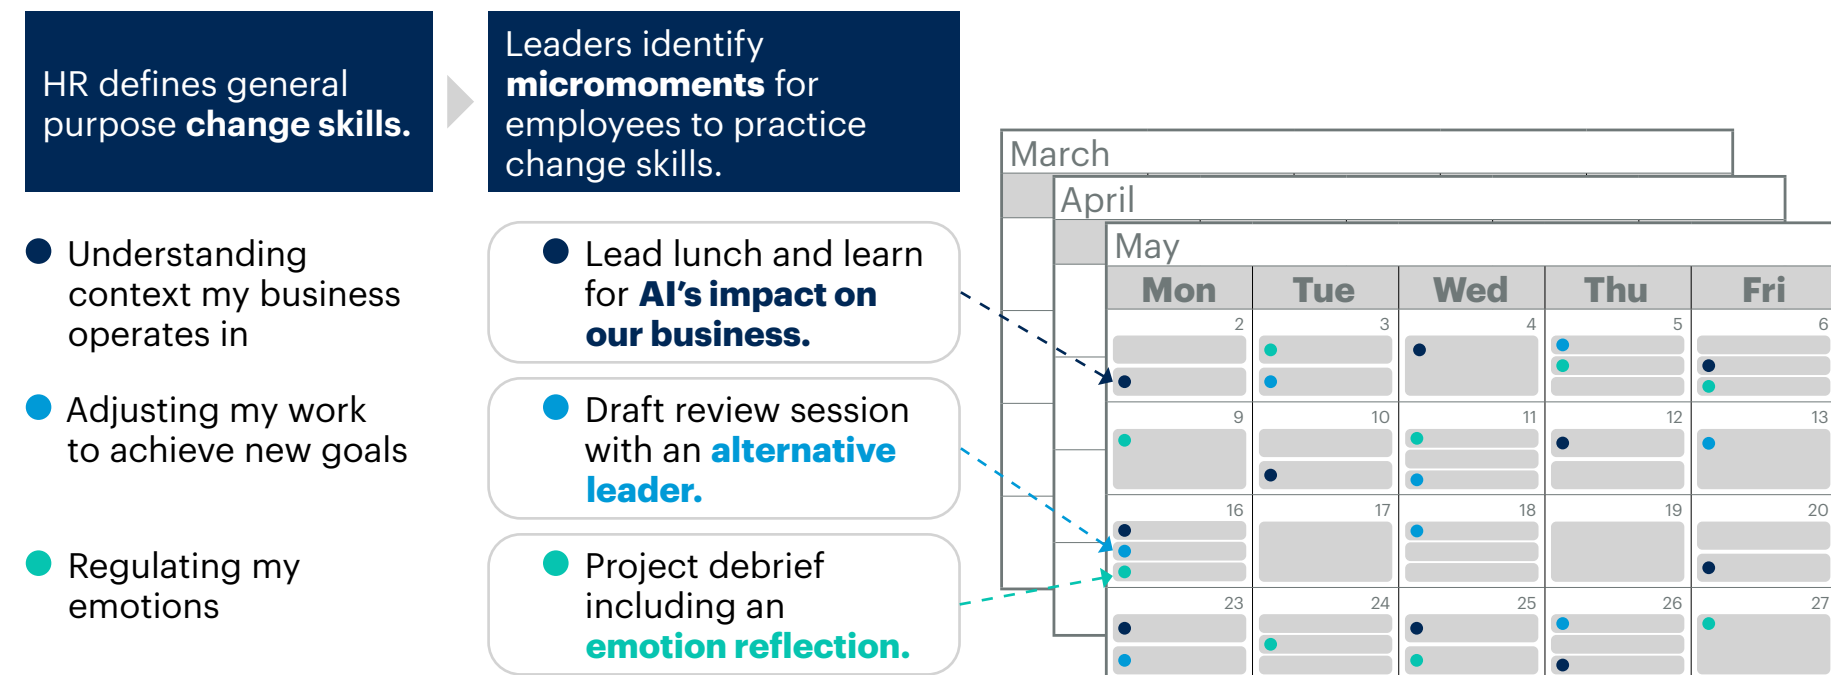 HR defines general
purpose change skills.
Leaders identify
micromoments for
employees to practice
change skills.
Understanding
context my business
operates in
Adjusting my work
to achieve new goals
Regulating my
emotions
Lead lunch and learn
for AI's impact on
our business.
Draft review session
with an alternative
leader.
Project debrief
including an
emotion reflection.
March
April
May
Mon Tue Wed Thu Fri
2 3 4 5 6
9 10 11 12 13
16 17 18 19 20
23 24 25 26 27